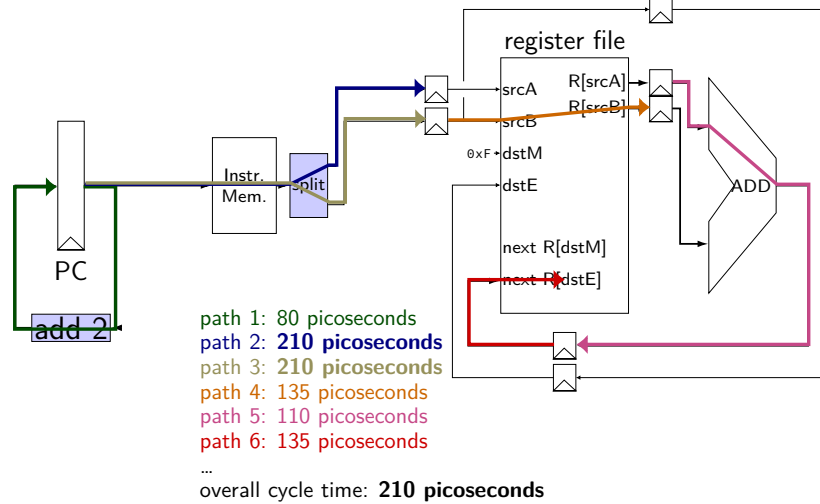 register file
srcA
R[srcA]
srcB
R[srcB]
0xF
dstM
dstE
next R[dstM]
next R[dstE]
Instr.
Mem.
split
ADD
PC
add 2
path 1: 80 picoseconds
path 2: 210 picoseconds
path 3: 210 picoseconds
path 4: 135 picoseconds
path 5: 110 picoseconds
path 6: 135 picoseconds
...
overall cycle time: 210 picoseconds